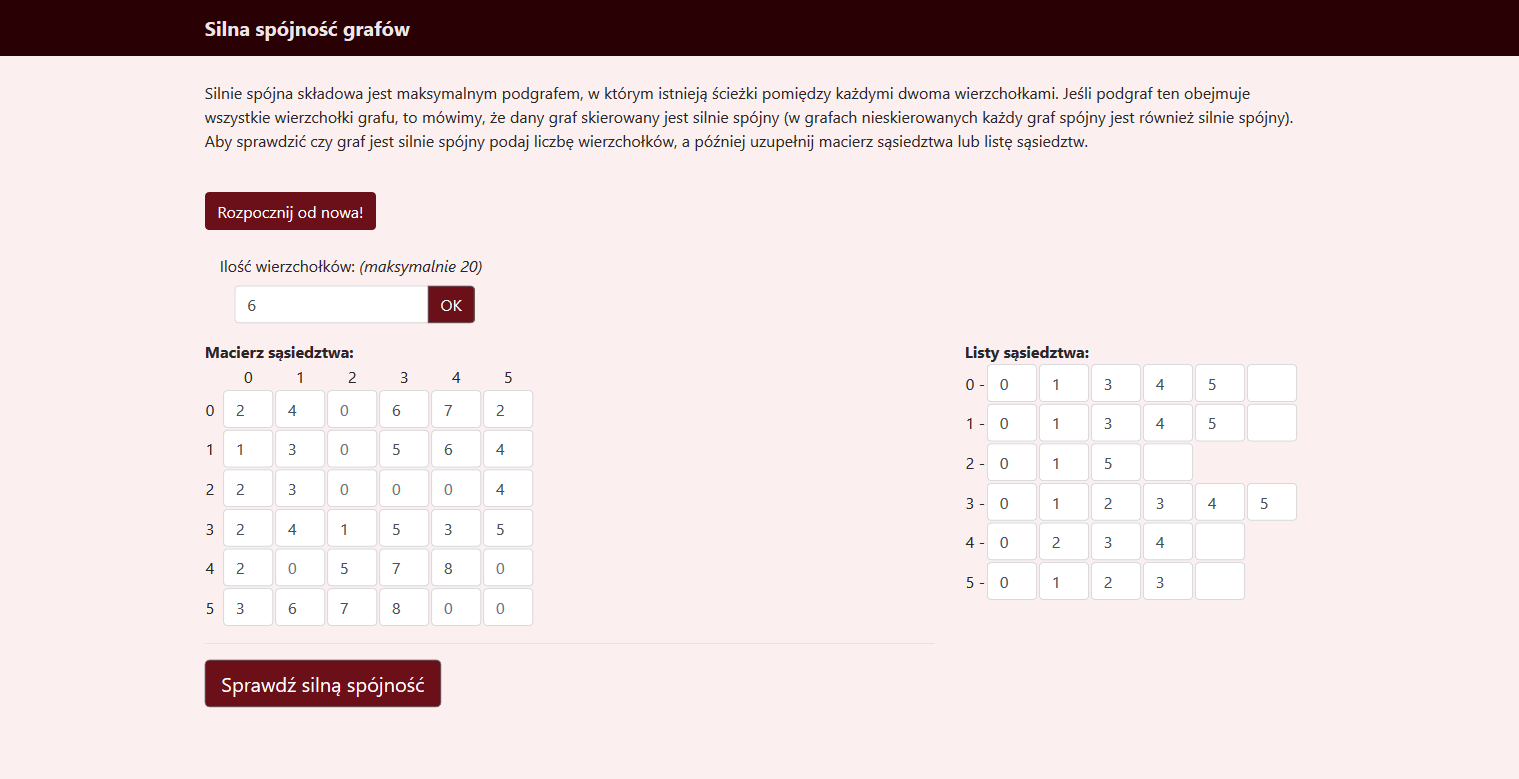 Silna spójność grafów
Silnie spójna składowa jest maksymalnym podgrafem, w którym istnieją ścieżki pomiędzy każdymi dwoma wierzchołkami. Jeśli podgraf ten obejmuje
wszystkie wierzchołki grafu, to mówimy, że dany graf skierowany jest silnie spójny (w grafach nieskierowanych każdy graf spójny jest również silnie spójny).
Aby sprawdzić czy graf jest silnie spójny podaj liczbę wierzchołków, a później uzupełnij macierz sąsiedztwa lub listę sąsiedztw.
Rozpocznij od nowa!
Ilość wierzchołków: (maksymalnie 20)
6 OK
Macierz sąsiedztwa:
0 1 2 3 4 5
0 2 4 0 6 7 2
1 1 3 0 5 6 4
2 2 3 0 0 0 4
3 2 4 1 5 3 5
4 2 0 5 7 8 0
5 3 6 7 8 0 0
Listy sąsiedztwa:
0 - 0 1 3 4 5
1 - 0 1 3 4 5
2 - 0 1 5
3 - 0 1 2 3 4 5
4 - 0 2 3 4
5 - 0 1 2 3
Sprawdź silną spójność